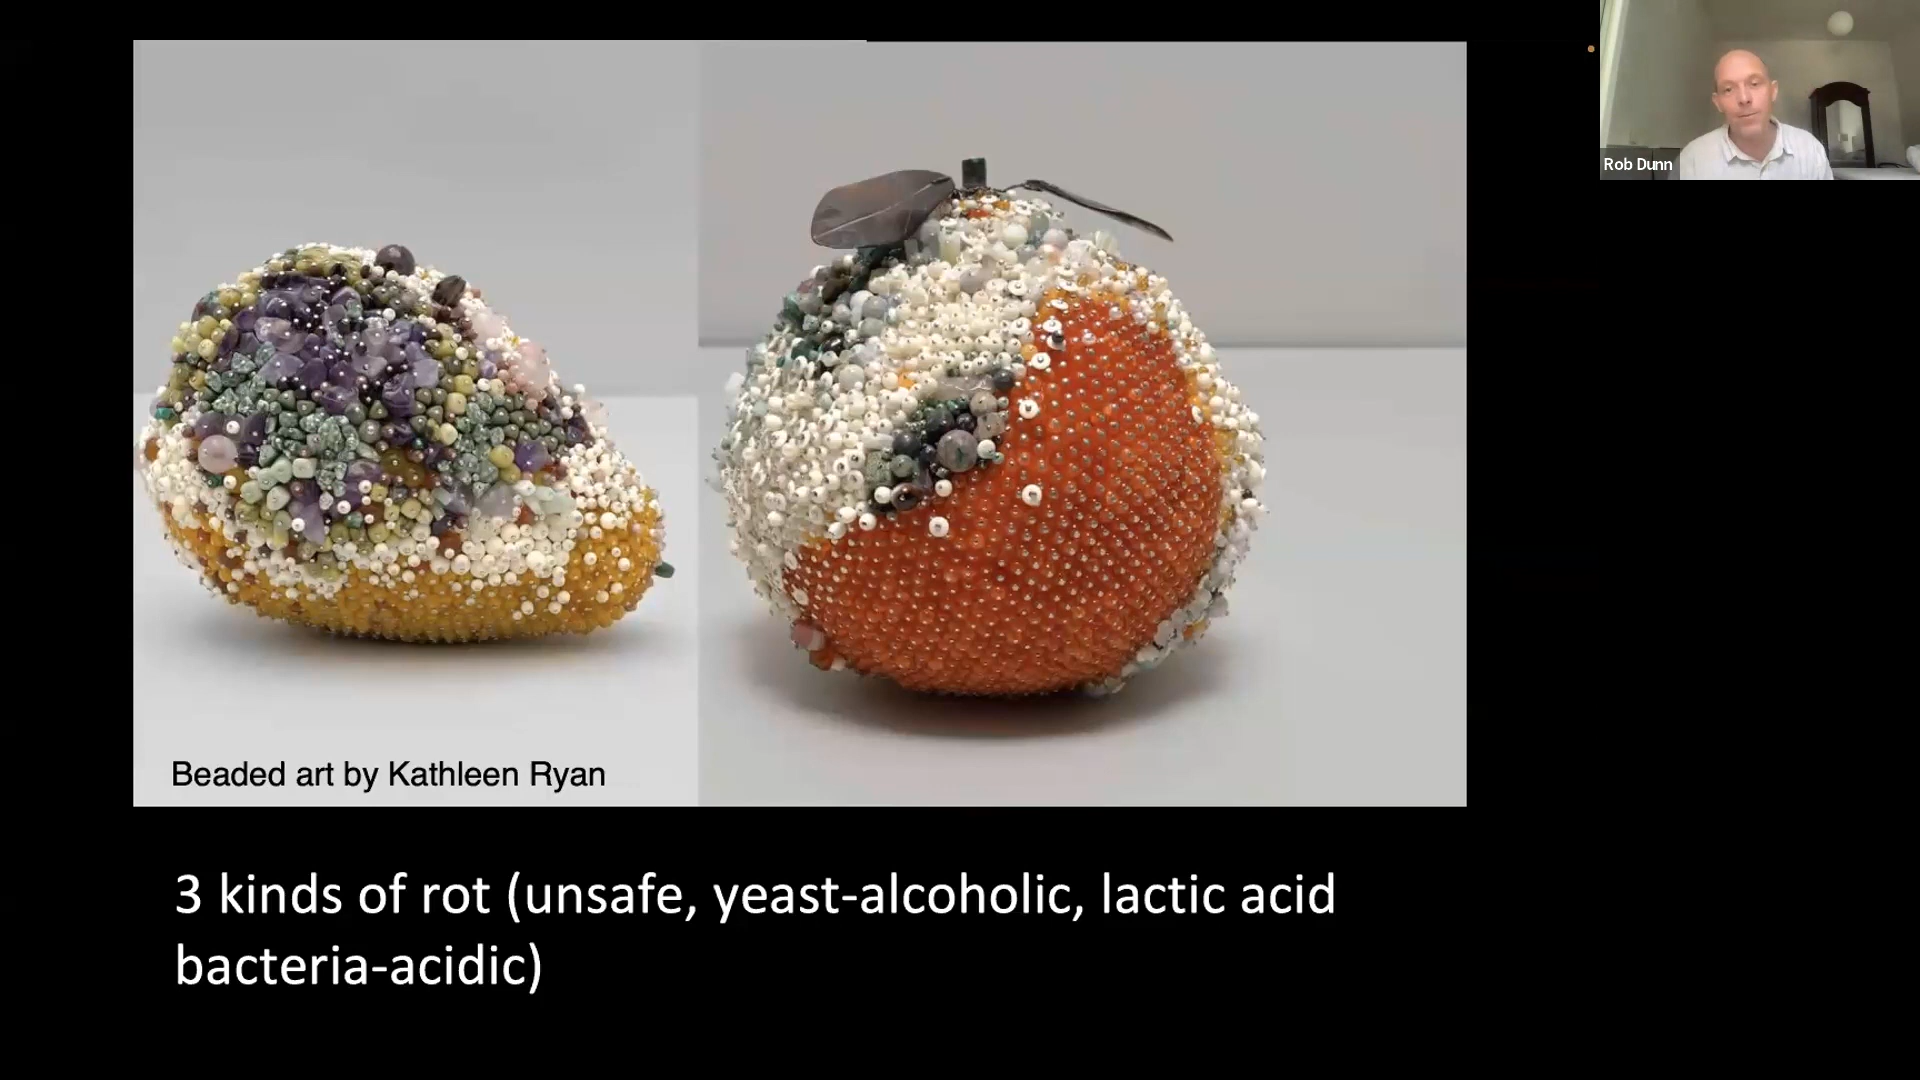 Rob Dunn
Beaded art by Kathleen Ryan
3 kinds of rot (unsafe, yeast-alcoholic, lactic acid
bacteria-acidic)